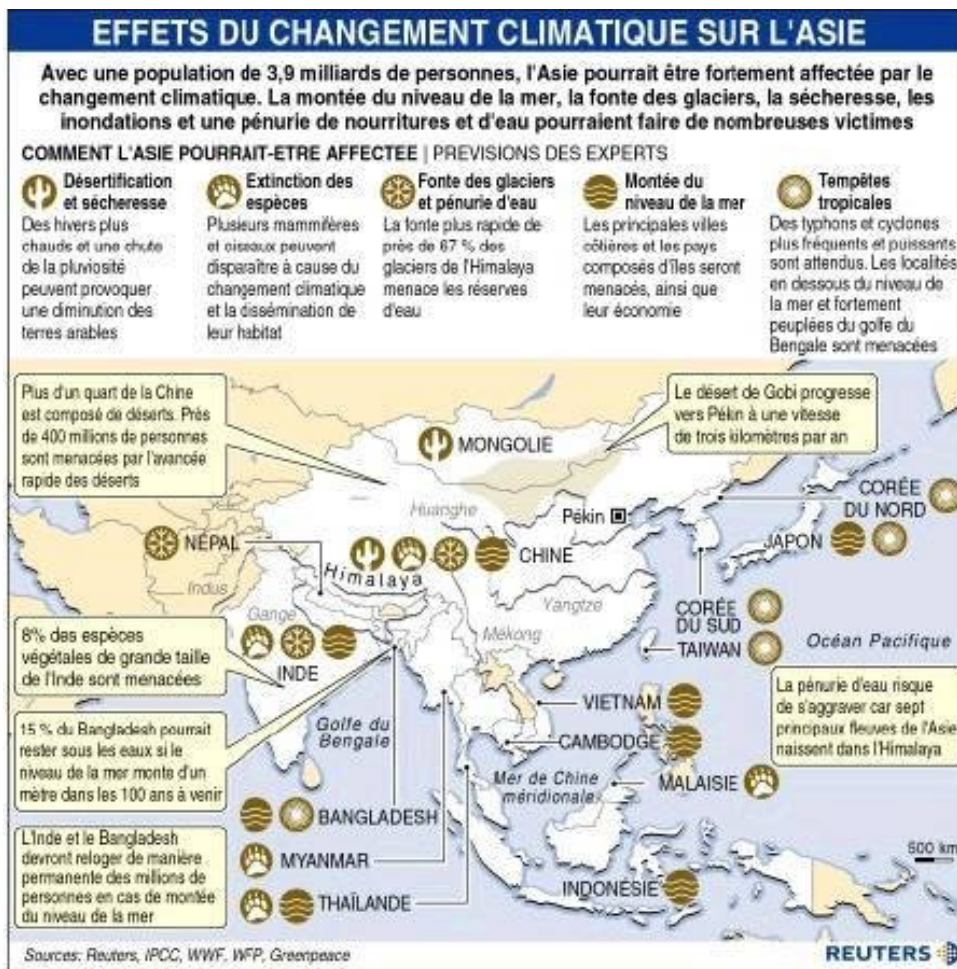 EFFETS DU CHANGEMENT CLIMATIQUE SUR L'ASIE
Avec une population de 3,9 milliards de personnes, l'Asie pourrait être fortement affectée par le
changement climatique. La montée du niveau de la mer, la fonte des glaciers, la sécheresse, les
inondations et une pénurie de nourritures et d'eau pourraient faire de nombreuses victimes
COMMENT L'ASIE POURRAIT-ETRE AFFECTEE | PREVISIONS DES EXPERTS
Désertification
et sécheresse
Des hivers plus
chauds et une chute
de la pluviosité
peuvent provoquer
une diminution des
terres arables
Extinction des
espèces
Plusieurs mammifères
et oiseaux peuvent
disparaître à cause du
changement climatique
et la dissémination de
leur habitat
Fonte des glaciers
et pénurie d'eau
La fonte plus rapide de
près de 67 % des
glaciers de l'Himalaya
menace les réserves
d'eau
Montée du
niveau de la mer
Les principales villes
côtières et les pays
composés d'îles seront
menacés, ainsi que
leur économie
Tempêtes
tropicales
Des typhons et cyclones
plus fréquents et puissants
sont attendus. Les localités
en dessous du niveau de
la mer et fortement
peuplées du golfe du
Bengale sont menacées
Plus d'un quart de la Chine
est composé de déserts. Près
de 400 millions de personnes
sont menacées par l'avancée
rapide des déserts
Le désert de Gobi progresse
vers Pékin à une vitesse
de trois kilomètres par an
MONGOLIE
CORÉE
DU NORD
Huanghe
Pékin
JAPON
NÉPAL
CHINE
Himalaya
Indus
Gange
Yangtze
CORÉE
DU SUD
Mékong
TAIWAN
Océan Pacifique
8% des espèces
végétales de grande taille
de l'Inde sont menacées
INDE
La pénurie d'eau risque
de s'aggraver car sept
principaux fleuves de l'Asie
naissent dans l'Himalaya
VIETNAM
Golfe du
Bengale
15 % du Bangladesh pourrait
rester sous les eaux si le
niveau de la mer monte d'un
mètre dans les 100 ans à venir
CAMBODGE
Mer de Chine
méridionale
MALAISIE
BANGLADESH
L'Inde et le Bangladesh
devront reloger de manière
permanente des millions de
personnes en cas de montée
du niveau de la mer
MYANMAR
500 km
THAÏLANDE
INDONÉSIE
Sources: Reuters, IPCC, WWF, WFP, Greenpeace
REUTERS